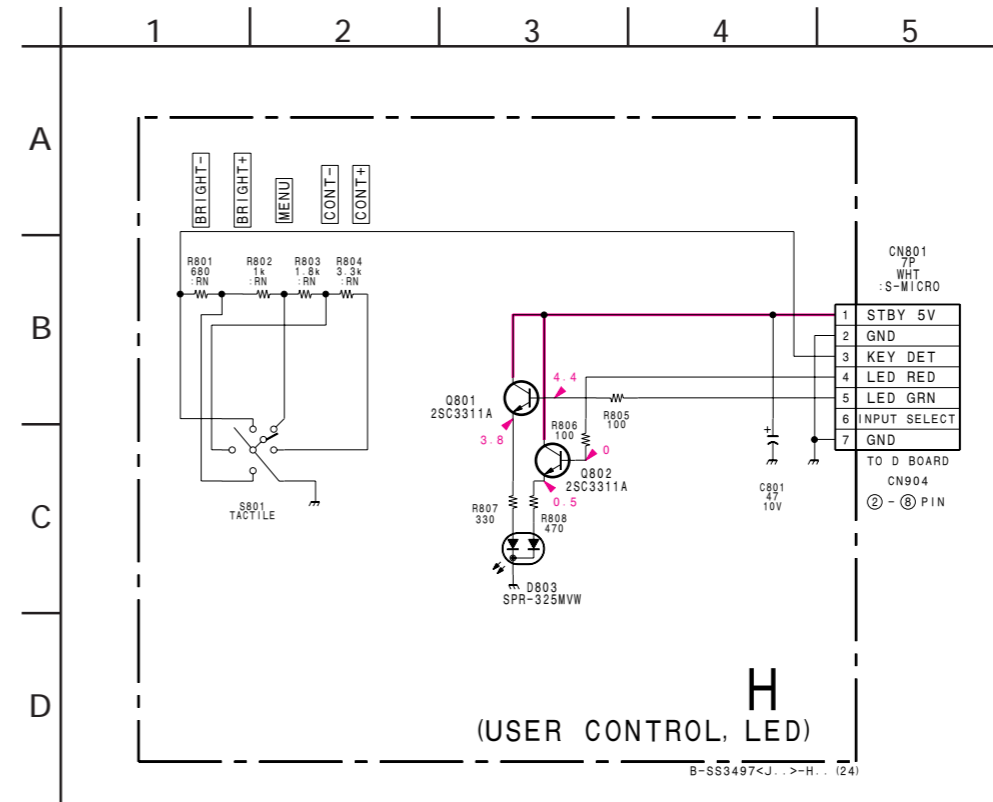 1 2 3 4 5
A
B
C
D
BRIGHT-
BRIGHT+
MENU
CONT-
CONT+
R801
680
:RN
R802
1k
:RN
R803
1.8k
:RN
R804
3.3k
:RN
CN801
7P
WHT
:S-MICRO
1 STBY 5V
2 GND
3 KEY DET
4 LED RED
5 LED GRN
6 INPUT SELECT
7 GND
TO D BOARD
CN904
②-⑧ PIN
Q801
2SC3311A
4.4
3.8
R805
100
R806
100
0
Q802
2SC3311A
0.5
+
C801
47
10V
S801
TACTILE
R807
330
R808
470
D803
SPR-325MVW
H
(USER CONTROL, LED)
B-SS3497<J..>-H.. (24)